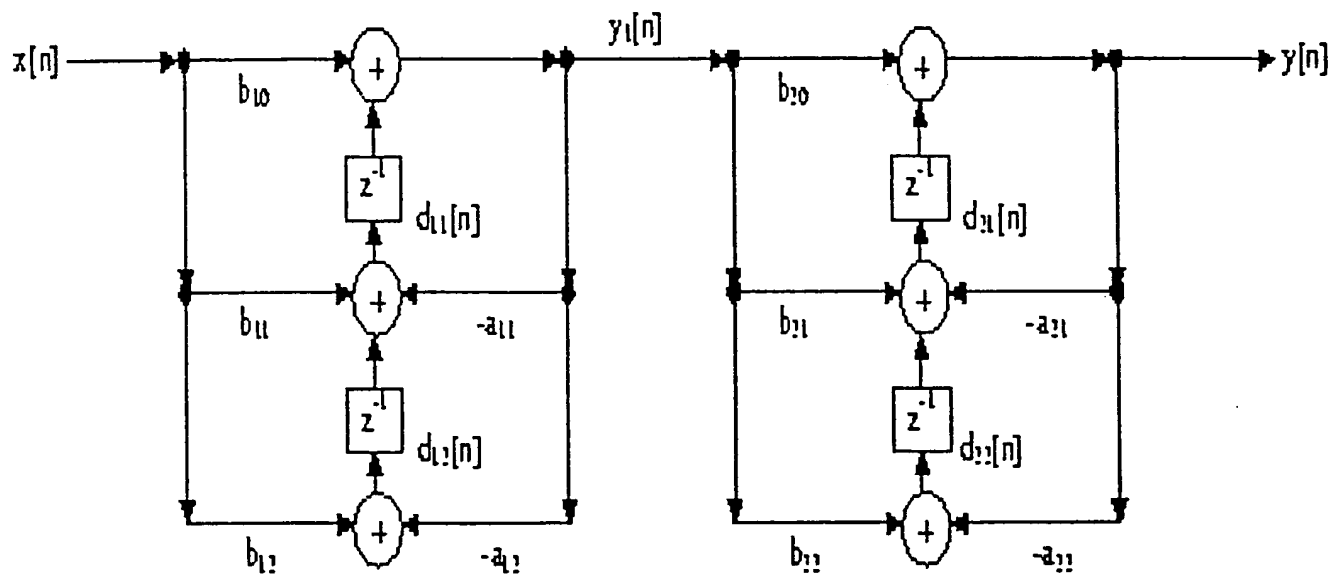 x[n] b₁₀ + y₁[n] b₂₀ + y[n]
z⁻¹ z⁻¹
d₁₁[n] d₂₁[n]
b₁₁ + -a₁₁ b₂₁ + -a₂₁
z⁻¹ z⁻¹
d₁₂[n] d₂₂[n]
b₁₂ + -a₁₂ b₂₂ + -a₂₂